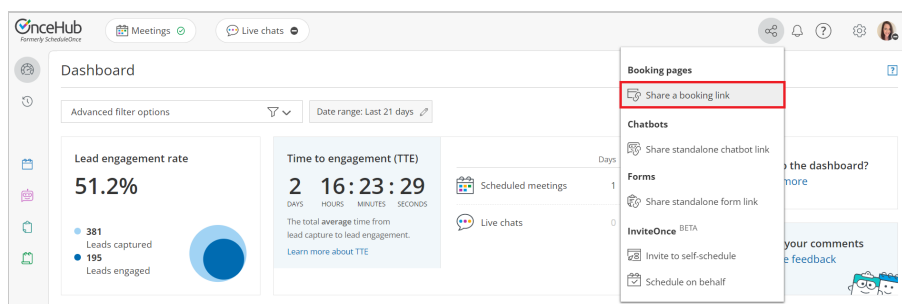 OnceHub
Formerly ScheduleOnce
Meetings
Live chats
?
Dashboard
?
Advanced filter options
Date range: Last 21 days
Lead engagement rate
51.2%
381
Leads captured
195
Leads engaged
Time to engagement (TTE)
2 16 : 23 : 29
DAYS HOURS MINUTES SECONDS
The total average time from
lead capture to lead engagement.
Learn more about TTE
Days
Scheduled meetings 1
Live chats 0
Booking pages
Share a booking link
Chatbots
Share standalone chatbot link
Forms
Share standalone form link
InviteOnce BETA
Invite to self-schedule
Schedule on behalf
the dashboard?
more
your comments
feedback